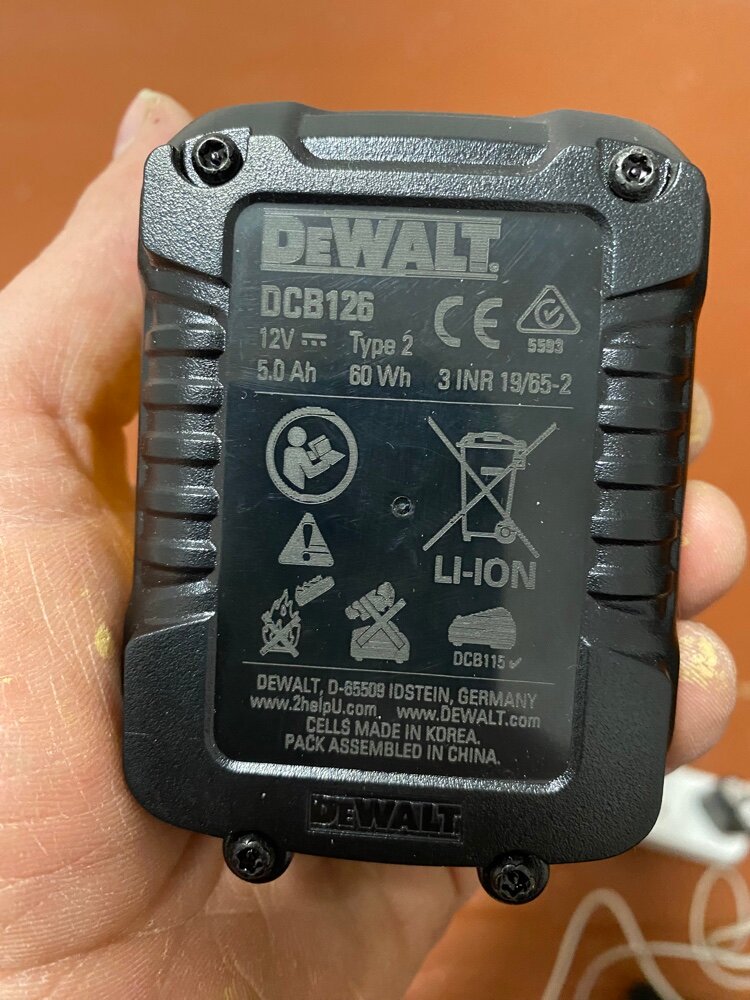 DEWALT
DCB126
12V Type 2
5.0 Ah 60 Wh 3 INR 19/65-2
CE
5593
LI-ION
DCB115 ✓
DEWALT, D-65509 IDSTEIN, GERMANY
www.2helpU.com www.DEWALT.com
CELLS MADE IN KOREA.
PACK ASSEMBLED IN CHINA.
DEWALT